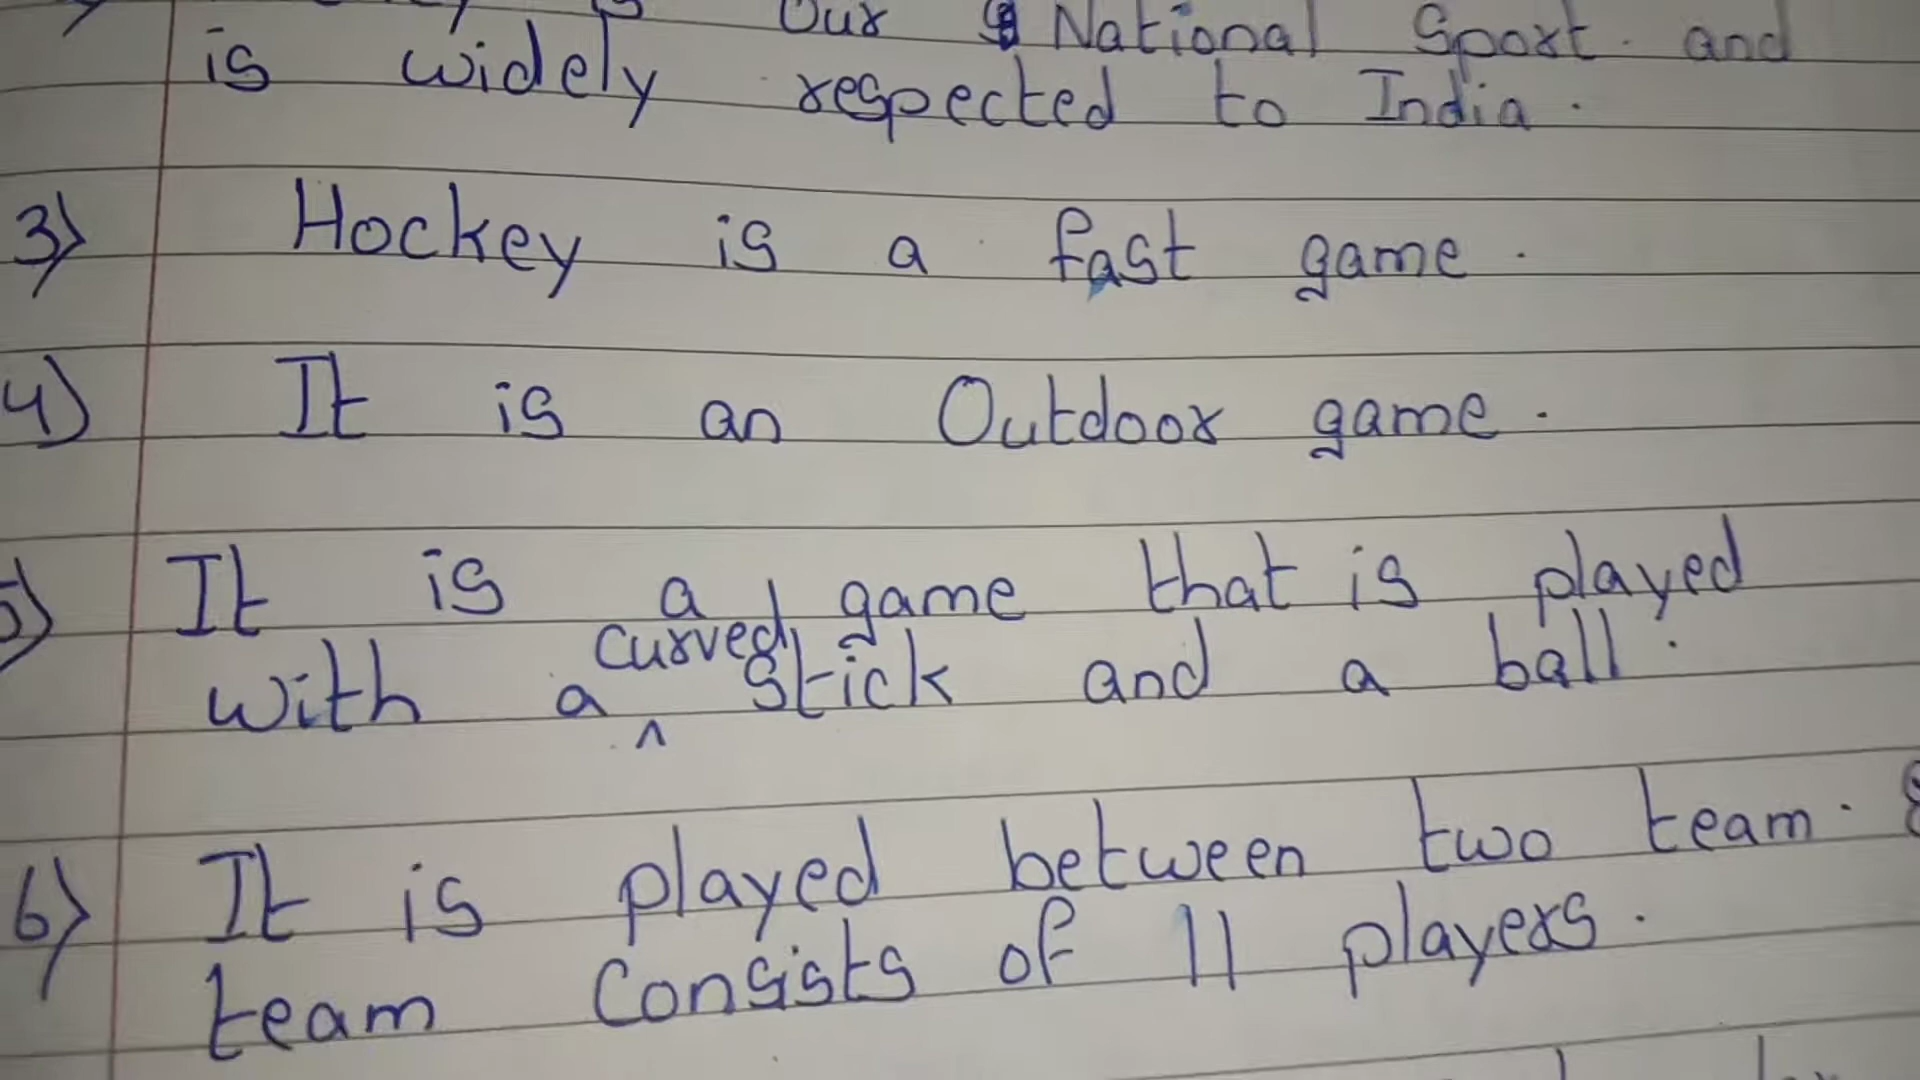 is Our National Sport and
is widely respected to India.
3) Hockey is a fast game.
4) It is an Outdoor game.
5) It is a game that is played
with a curved stick and a ball.
6) It is played between two team.
team Consists of 11 players.